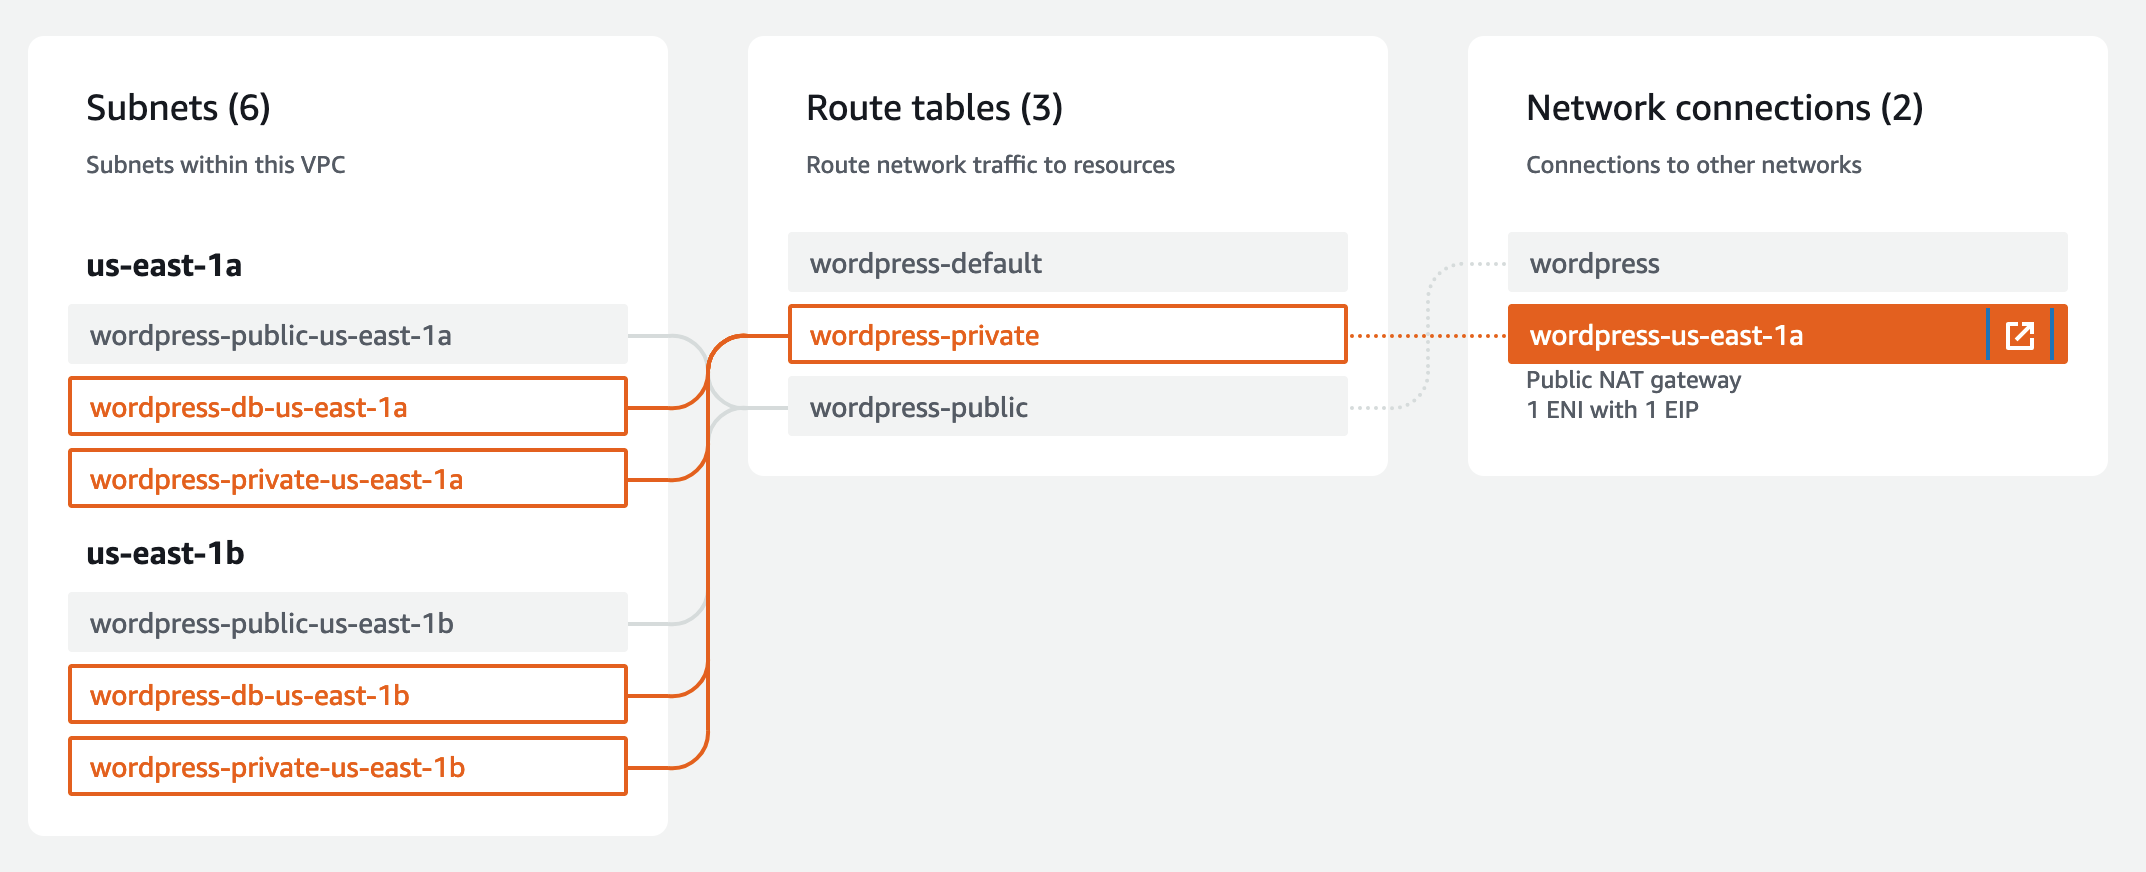 Subnets (6)
Subnets within this VPC
us-east-1a
wordpress-public-us-east-1a
wordpress-db-us-east-1a
wordpress-private-us-east-1a
us-east-1b
wordpress-public-us-east-1b
wordpress-db-us-east-1b
wordpress-private-us-east-1b
Route tables (3)
Route network traffic to resources
wordpress-default
wordpress-private
wordpress-public
Network connections (2)
Connections to other networks
wordpress
wordpress-us-east-1a
Public NAT gateway
1 ENI with 1 EIP